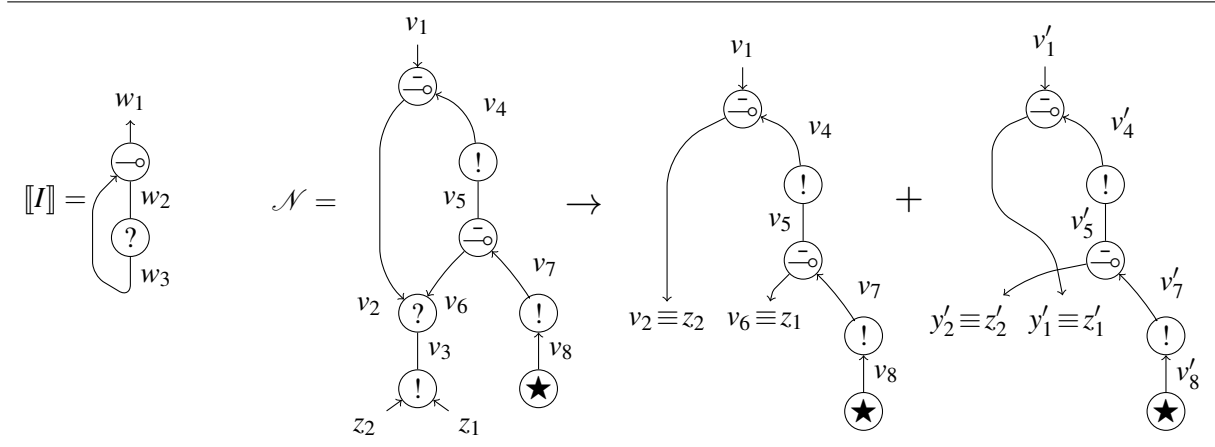 ⟦I⟧ =
w₁
⊸
w₂
?
w₃
𝒩 =
v₁
⊸̄
v₄
!
v₅
⊸̄
v₇
v₂
v₆
?
!
v₃
v₈
!
★
z₂
z₁
→
v₁
⊸̄
v₄
!
v₅
⊸̄
v₇
v₂ ≡ z₂
v₆ ≡ z₁
!
v₈
★
+
v′₁
⊸̄
v′₄
!
v′₅
⊸̄
v′₇
y′₂ ≡ z′₂
y′₁ ≡ z′₁
!
v′₈
★